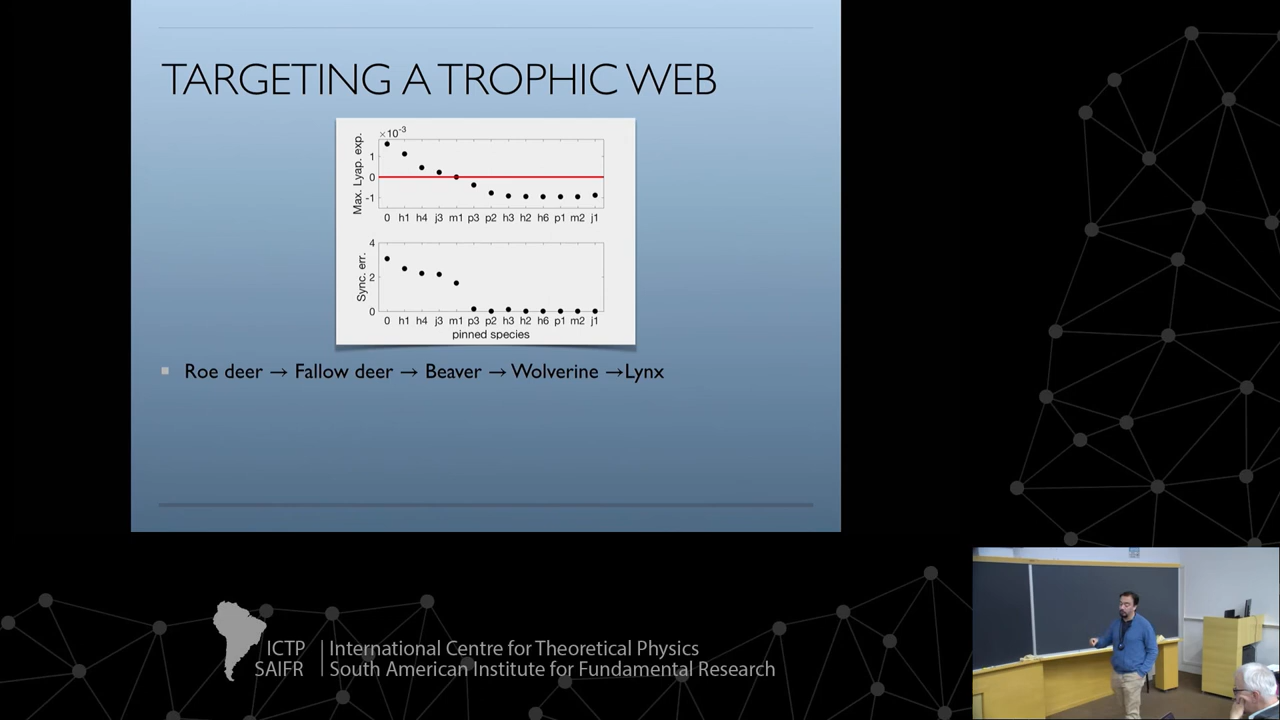 TARGETING A TROPHIC WEB
×10⁻³
Max. Lyap. exp.
1
0
-1
0 h1 h4 j3 m1 p3 p2 h3 h2 h6 p1 m2 j1
Sync. err.
4
2
0
0 h1 h4 j3 m1 p3 p2 h3 h2 h6 p1 m2 j1
pinned species
Roe deer → Fallow deer → Beaver → Wolverine →Lynx
ICTP | International Centre for Theoretical Physics
SAIFR | South American Institute for Fundamental Research